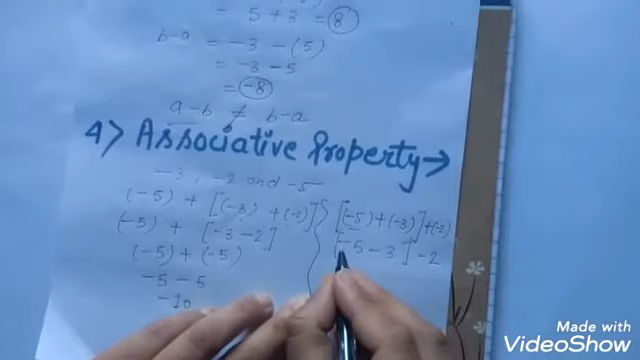 = 5 + 3 = 8
b-a = -3 - (5)
= -3 - 5
= -8
a-b ≠ b-a
4> Associative Property →
-3, -2 and -5
(-5) + [(-3) + (-2)]
(-5) + [-3 - 2]
(-5) + (-5)
-5 - 5
-10
[(-5) + (-3)] + (-2)
[-5 - 3] - 2
Made with
VideoShow